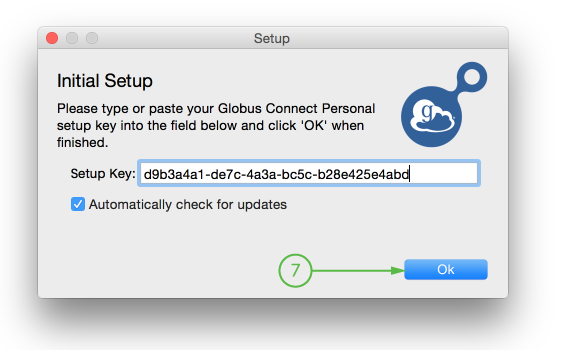 Setup
Initial Setup
Please type or paste your Globus Connect Personal
setup key into the field below and click 'OK' when
finished.
g
Setup Key: d9b3a4a1-de7c-4a3a-bc5c-b28e425e4abd
Automatically check for updates
7
Ok